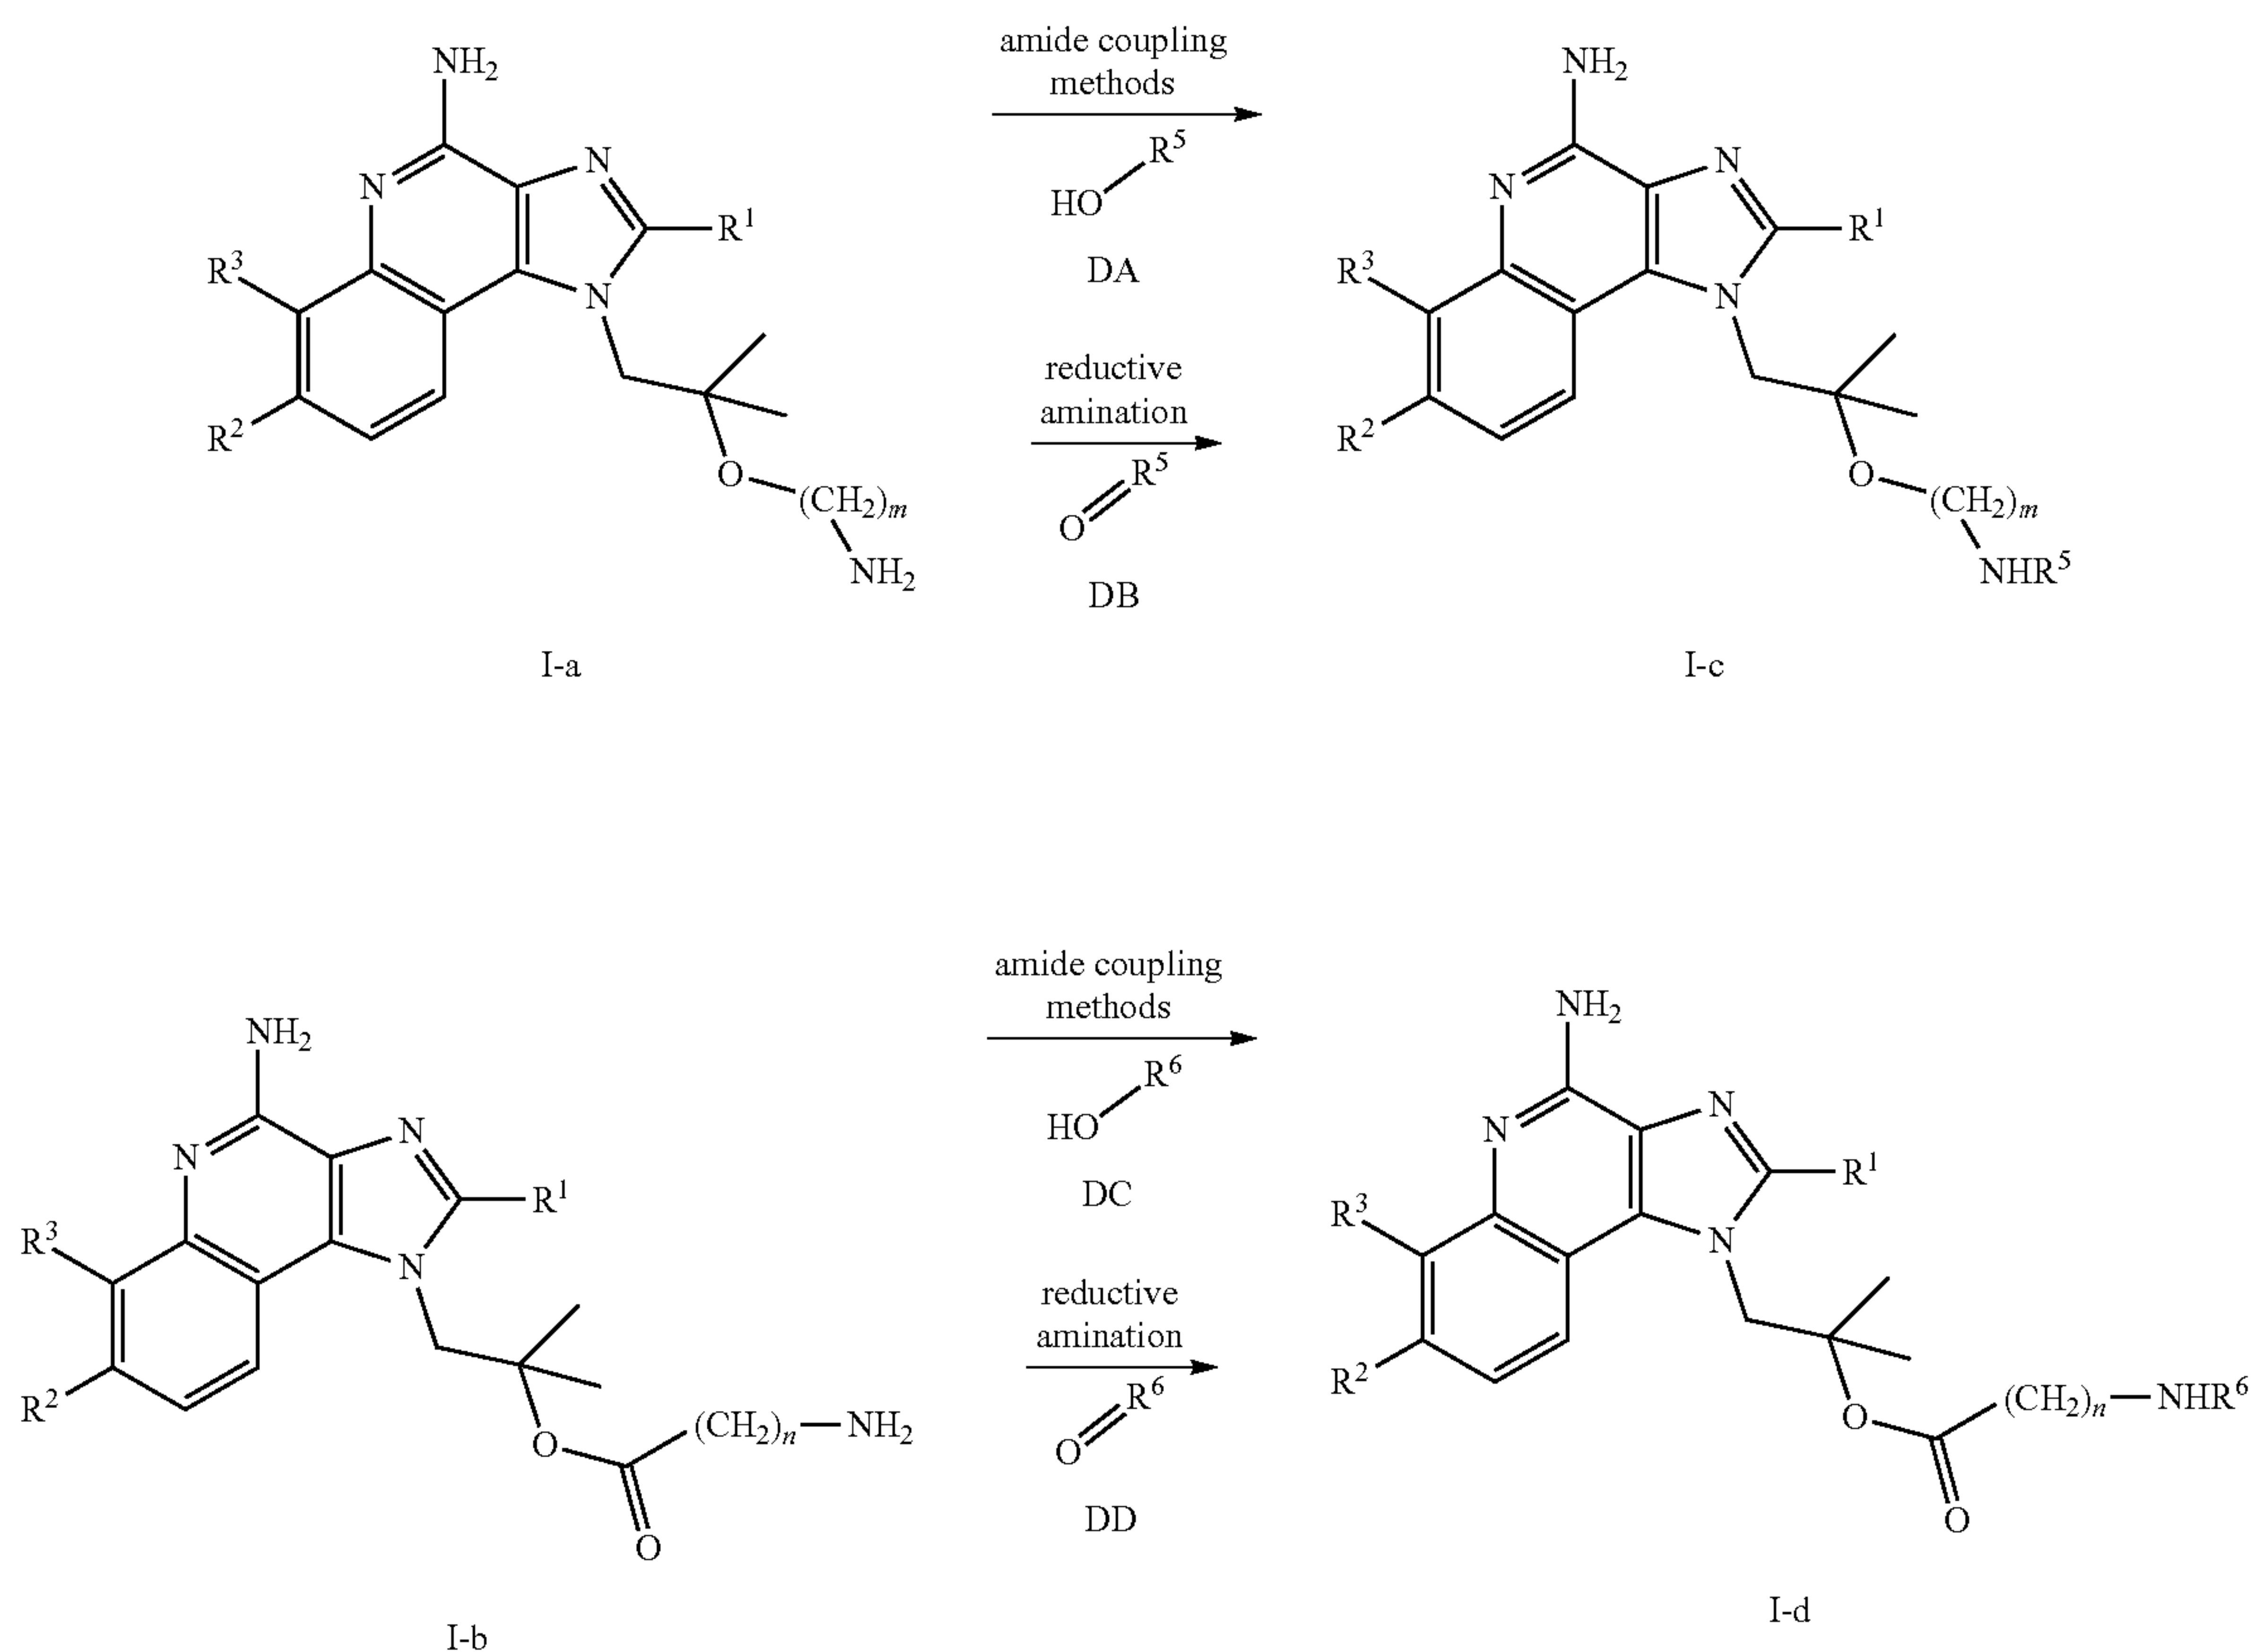 NH₂
N
N
R¹
N
R³
R²
O
(CH₂)ₘ
NH₂
I-a
amide coupling
methods
R⁵
HO
DA
reductive
amination
R⁵
O
DB
NH₂
N
N
R¹
N
R³
R²
O
(CH₂)ₘ
NHR⁵
I-c
NH₂
N
N
R¹
N
R³
R²
O
(CH₂)ₙ—NH₂
O
I-b
amide coupling
methods
R⁶
HO
DC
reductive
amination
R⁶
O
DD
NH₂
N
N
R¹
N
R³
R²
O
(CH₂)ₙ—NHR⁶
O
I-d